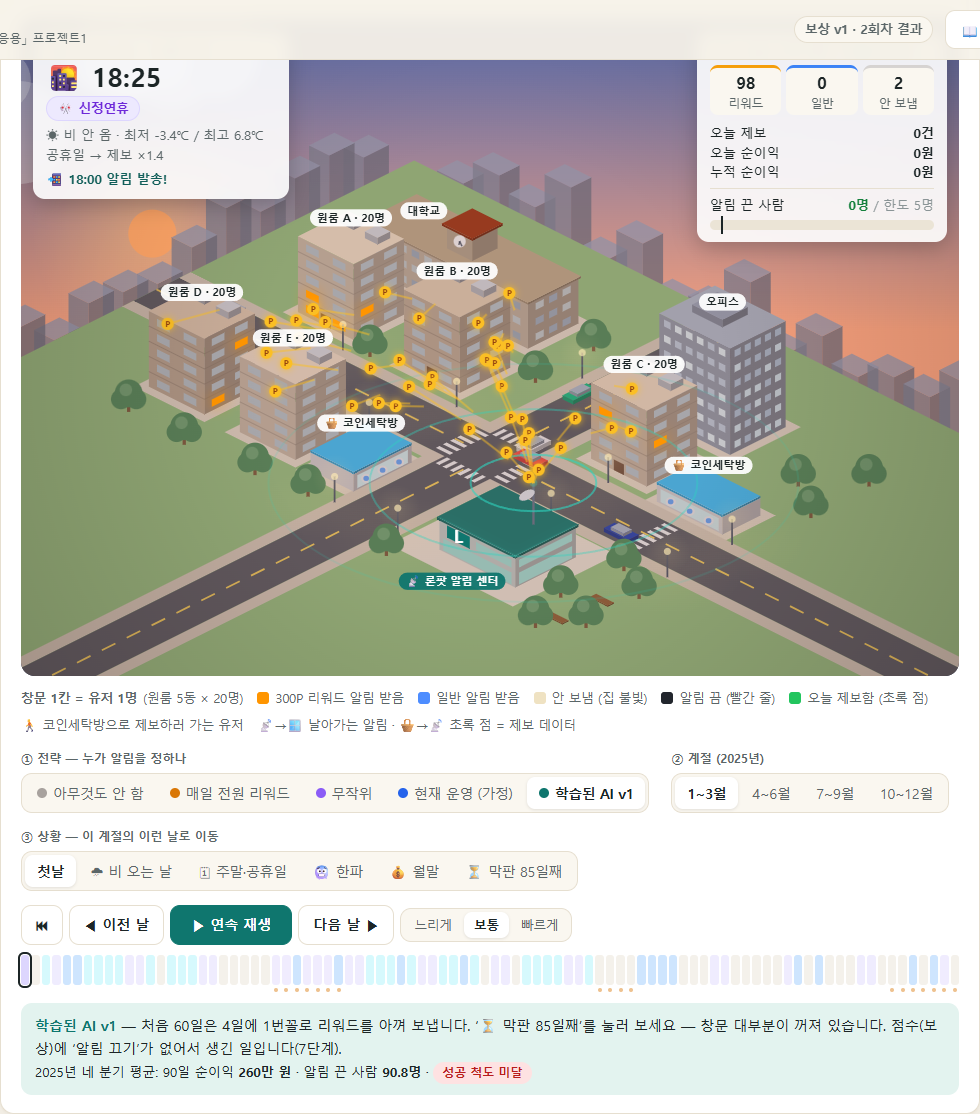 응용」 프로젝트1
보상 v1 · 2회차 결과
18:25
신정연휴
비 안 옴 · 최저 -3.4℃ / 최고 6.8℃
공휴일 → 제보 ×1.4
18:00 알림 발송!
98 0 2
리워드 일반 안 보냄
오늘 제보 0건
오늘 순이익 0원
누적 순이익 0원
알림 끈 사람 0명 / 한도 5명
대학교
원룸 A · 20명
원룸 B · 20명
원룸 D · 20명
오피스
원룸 E · 20명
원룸 C · 20명
코인세탁방
코인세탁방
L
론팟 알림 센터
창문 1칸 = 유저 1명 (원룸 5동 × 20명) 300P 리워드 알림 받음 일반 알림 받음 안 보냄 (집 불빛) 알림 끔 (빨간 줄) 오늘 제보함 (초록 점)
코인세탁방으로 제보하러 가는 유저 → 날아가는 알림 · → 초록 점 = 제보 데이터
① 전략 — 누가 알림을 정하나
아무것도 안 함 매일 전원 리워드 무작위 현재 운영 (가정) 학습된 AI v1
② 계절 (2025년)
1~3월 4~6월 7~9월 10~12월
③ 상황 — 이 계절의 이런 날로 이동
첫날 비 오는 날 주말·공휴일 한파 월말 막판 85일째
⏮ ◀ 이전 날 ▶ 연속 재생 다음 날 ▶ 느리게 보통 빠르게
학습된 AI v1 — 처음 60일은 4일에 1번꼴로 리워드를 아껴 보냅니다. ‘⏳ 막판 85일째’를 눌러 보세요 — 창문 대부분이 꺼져 있습니다. 점수(보
상)에 ‘알림 끄기’가 없어서 생긴 일입니다(7단계).
2025년 네 분기 평균: 90일 순이익 260만 원 · 알림 끈 사람 90.8명 · 성공 척도 미달